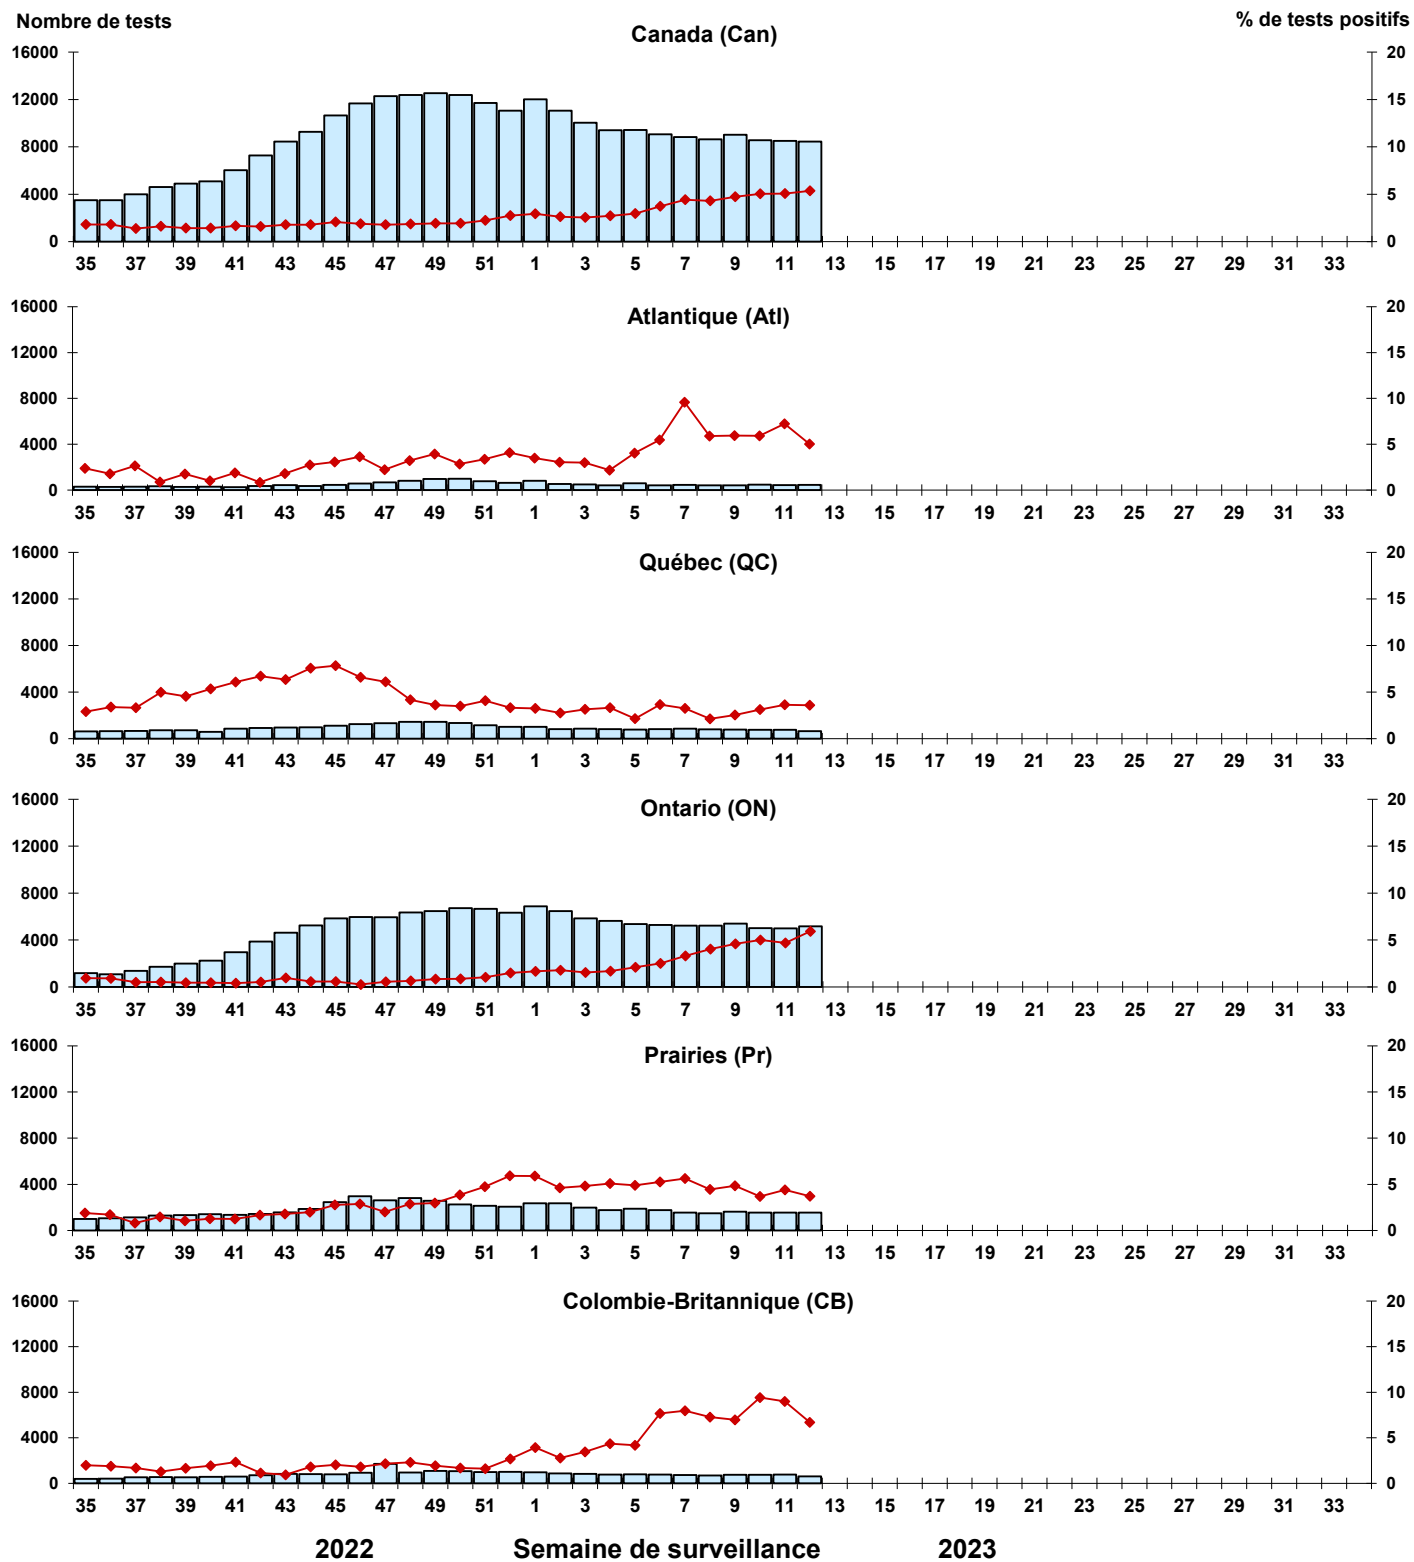 Nombre de tests % de tests positifs
Canada (Can)
16000 20
12000 15
8000 10
4000 5
0 0
35 37 39 41 43 45 47 49 51 1 3 5 7 9 11 13 15 17 19 21 23 25 27 29 31 33
Atlantique (Atl)
16000 20
12000 15
8000 10
4000 5
0 0
35 37 39 41 43 45 47 49 51 1 3 5 7 9 11 13 15 17 19 21 23 25 27 29 31 33
Québec (QC)
16000 20
12000 15
8000 10
4000 5
0 0
35 37 39 41 43 45 47 49 51 1 3 5 7 9 11 13 15 17 19 21 23 25 27 29 31 33
Ontario (ON)
16000 20
12000 15
8000 10
4000 5
0 0
35 37 39 41 43 45 47 49 51 1 3 5 7 9 11 13 15 17 19 21 23 25 27 29 31 33
Prairies (Pr)
16000 20
12000 15
8000 10
4000 5
0 0
35 37 39 41 43 45 47 49 51 1 3 5 7 9 11 13 15 17 19 21 23 25 27 29 31 33
Colombie-Britannique (CB)
16000 20
12000 15
8000 10
4000 5
0 0
35 37 39 41 43 45 47 49 51 1 3 5 7 9 11 13 15 17 19 21 23 25 27 29 31 33
2022 Semaine de surveillance 2023